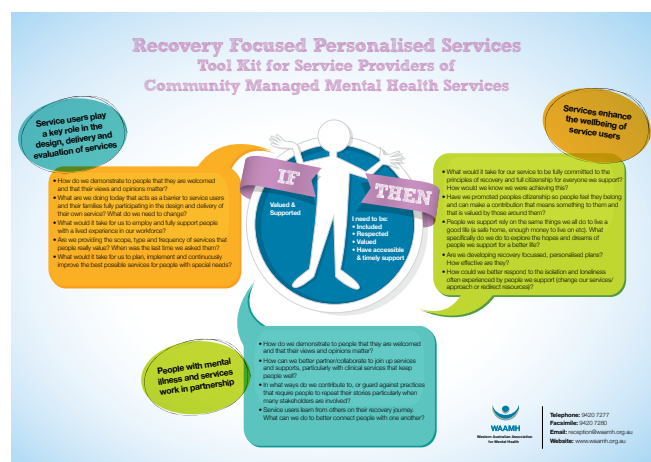 Recovery Focused Personalised Services
Tool Kit for Service Providers of
Community Managed Mental Health Services
Service users play
a key role in the
design, delivery and
evaluation of services
Services enhance
the wellbeing of
service users
• How do we demonstrate to people that they are welcomed
and that their views and opinions matter?
• What are we doing today that acts as a barrier to service users
and their families fully participating in the design and delivery of
their own service? What do we need to change?
• What would it take for us to employ and fully support people
with a lived experience in our workforce?
• Are we providing the scope, type and frequency of services that
people really value? When was the last time we asked them?
• What would it take for us to plan, implement and continuously
improve the best possible services for people with special needs?
IF
Valued &
Supported
THEN
I need to be:
• Included
• Respected
• Valued
• Have accessible
& timely support
• What would it take for our service to be fully committed to the
principles of recovery and full citizenship for everyone we support?
How would we know we were achieving this?
• Have we promoted peoples citizenship so people feel they belong
and can make a contribution that means something to them and
that is valued by those around them?
• People we support rely on the same things we all do to live a
good life (a safe home, enough money to live on etc). What
specifically do we do to explore the hopes and dreams of
people we support for a better life?
• Are we developing recovery focussed, personalised plans?
How effective are they?
• How could we better respond to the isolation and loneliness
often experienced by people we support (change our services/
approach or redirect resources)?
People with mental
illness and services
work in partnership
• How do we demonstrate to people that they are welcomed
and that their views and opinions matter?
• How can we better partner/collaborate to join up services
and supports, particularly with clinical services that keep
people well?
• In what ways do we contribute to, or guard against practices
that require people to repeat their stories particularly when
many stakeholders are involved?
• Service users learn from others on their recovery journey.
What can we do to better connect people with one another?
WAAMH
Western Australian Association
for Mental Health
Telephone: 9420 7277
Facsimile: 9420 7280
Email: reception@waamh.org.au
Website: www.waamh.org.au